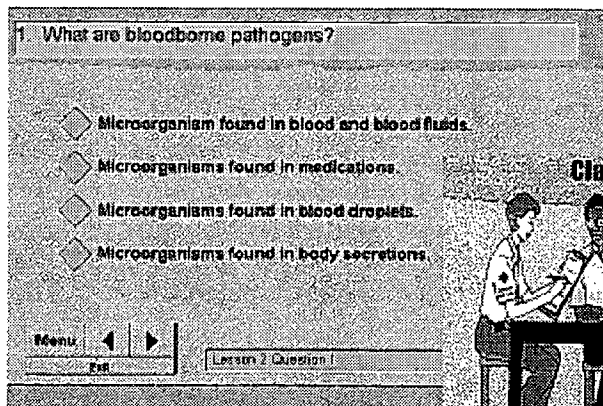 1. What are bloodborne pathogens?
Microorganism found in blood and blood fluids.
Microorganisms found in medications.
Microorganisms found in blood droplets.
Microorganisms found in body secretions.
Cla
Menu
Exit
Lesson 2 Question 1